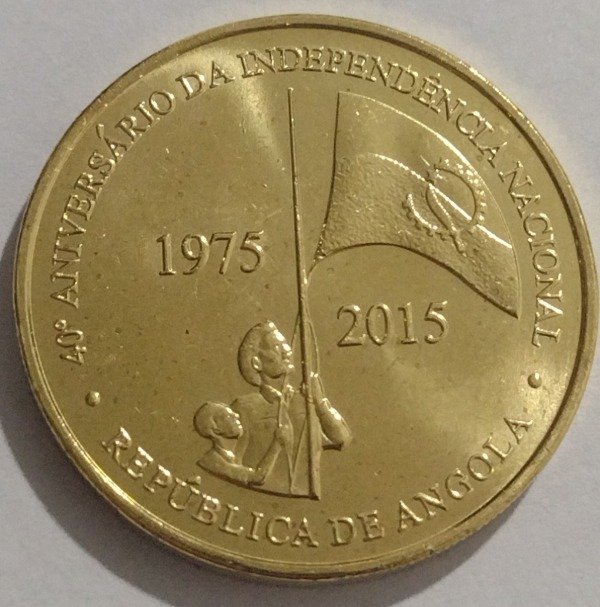 40º ANIVERSÁRIO DA INDEPENDÊNCIA NACIONAL
1975
2015
• REPÚBLICA DE ANGOLA •